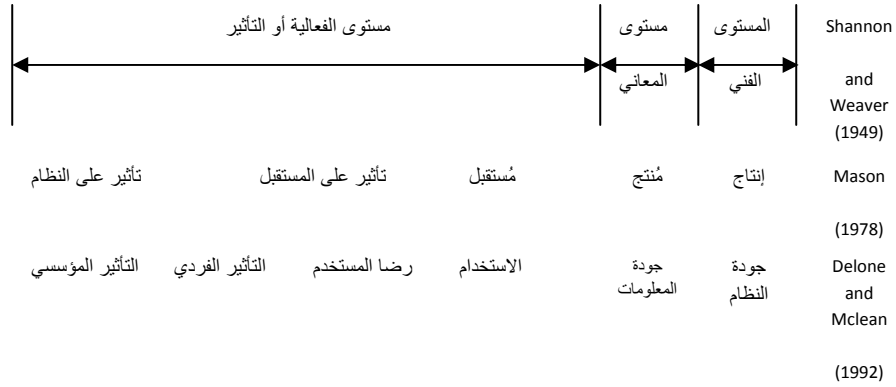 Shannon المستوى مستوى مستوى الفعالية أو التأثير
and الفني المعاني
Weaver
(1949)
Mason إنتاج مُنتج مُستقبل تأثير على المستقبل تأثير على النظام
(1978)
Delone جودة جودة الاستخدام رضا المستخدم التأثير الفردي التأثير المؤسسي
and النظام المعلومات
Mclean
(1992)